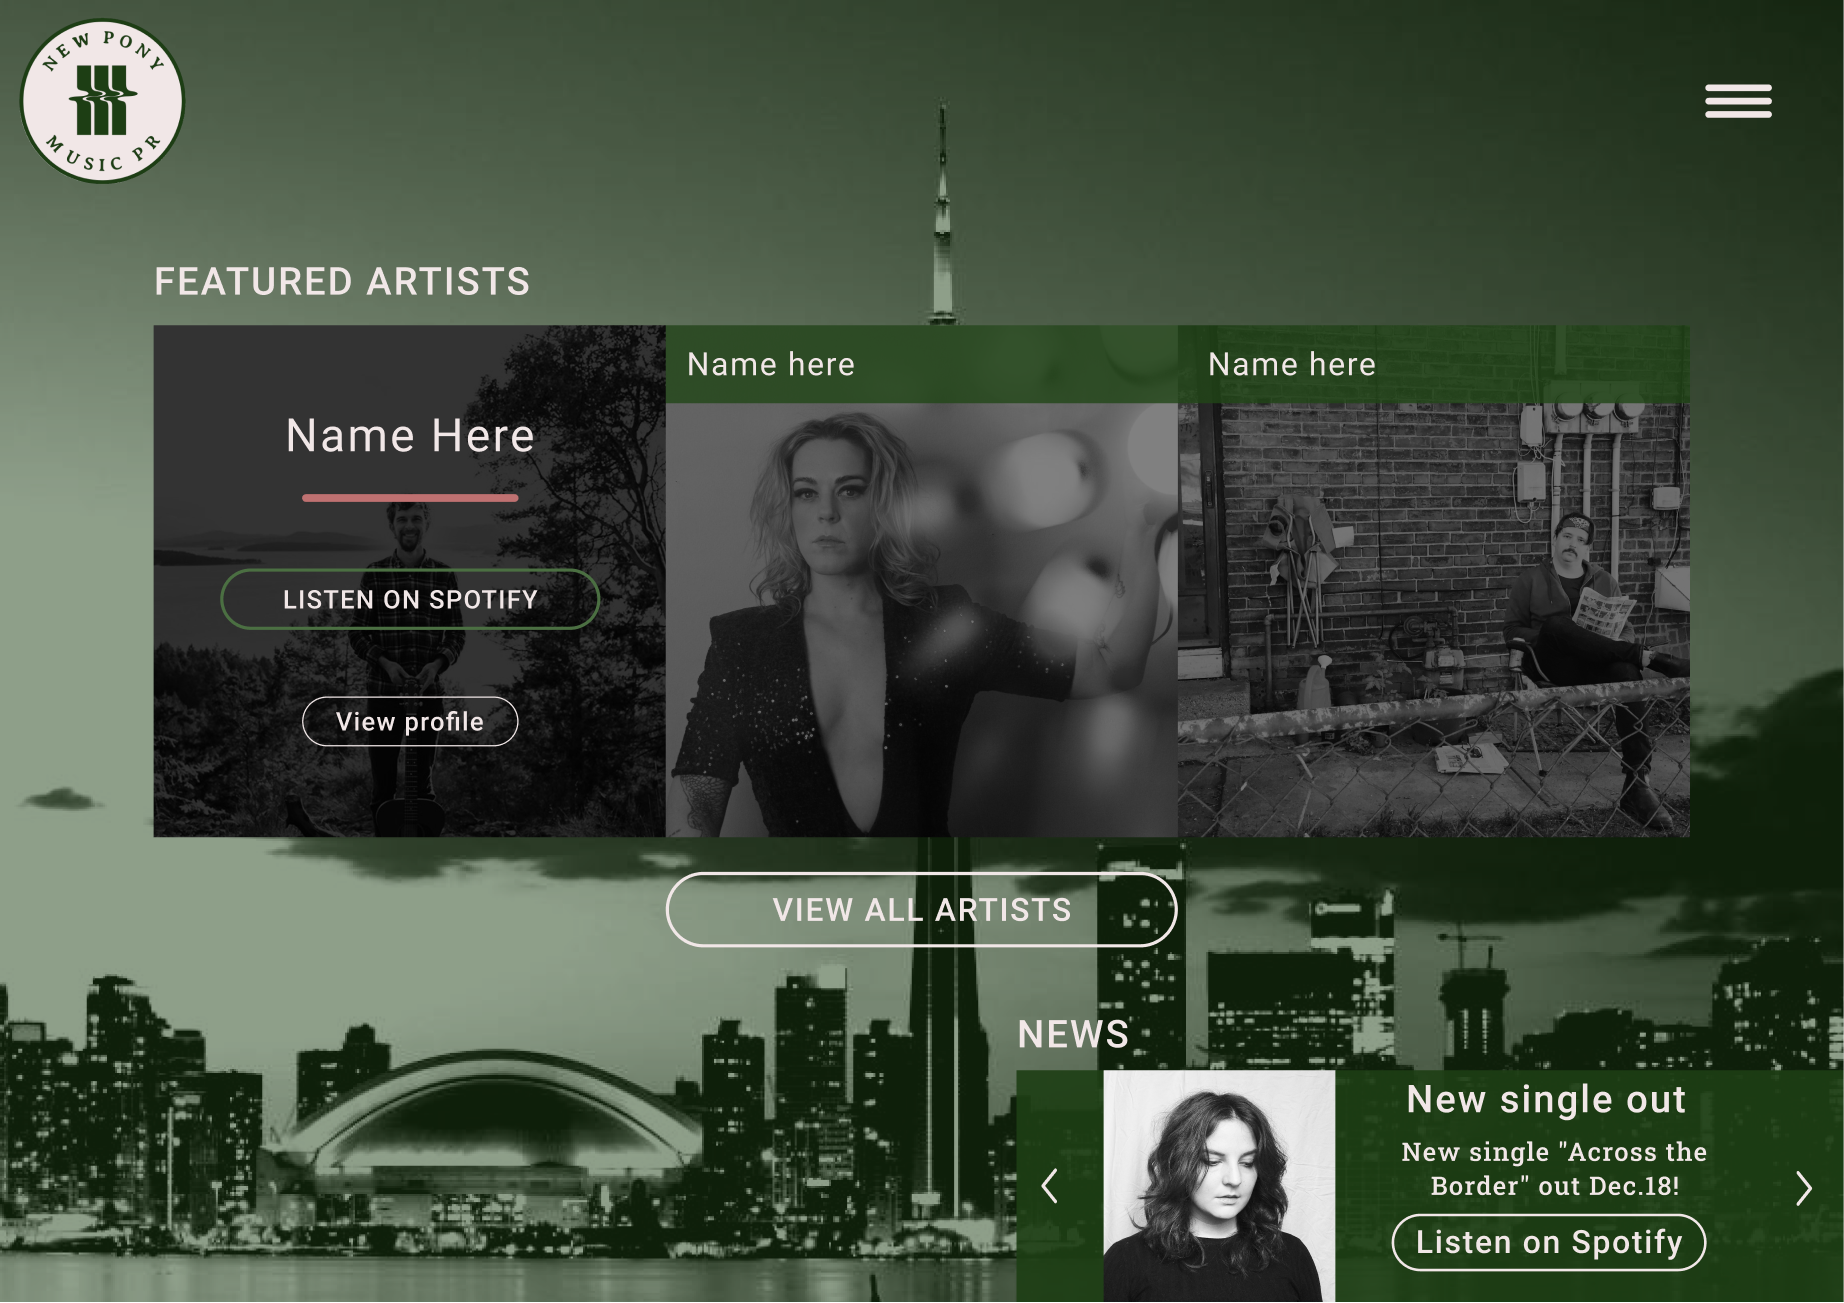 NEW PONY
MUSIC PR
FEATURED ARTISTS
Name Here
LISTEN ON SPOTIFY
View profile
Name here
Name here
VIEW ALL ARTISTS
NEWS
New single out
New single "Across the
Border" out Dec.18!
Listen on Spotify